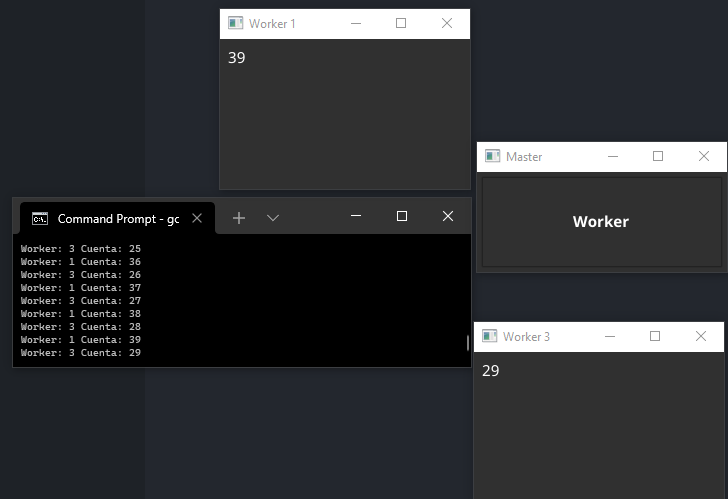 Worker 1
39
Master
Worker
Command Prompt - gc
Worker: 3 Cuenta: 25
Worker: 1 Cuenta: 36
Worker: 3 Cuenta: 26
Worker: 1 Cuenta: 37
Worker: 3 Cuenta: 27
Worker: 1 Cuenta: 38
Worker: 3 Cuenta: 28
Worker: 1 Cuenta: 39
Worker: 3 Cuenta: 29
Worker 3
29